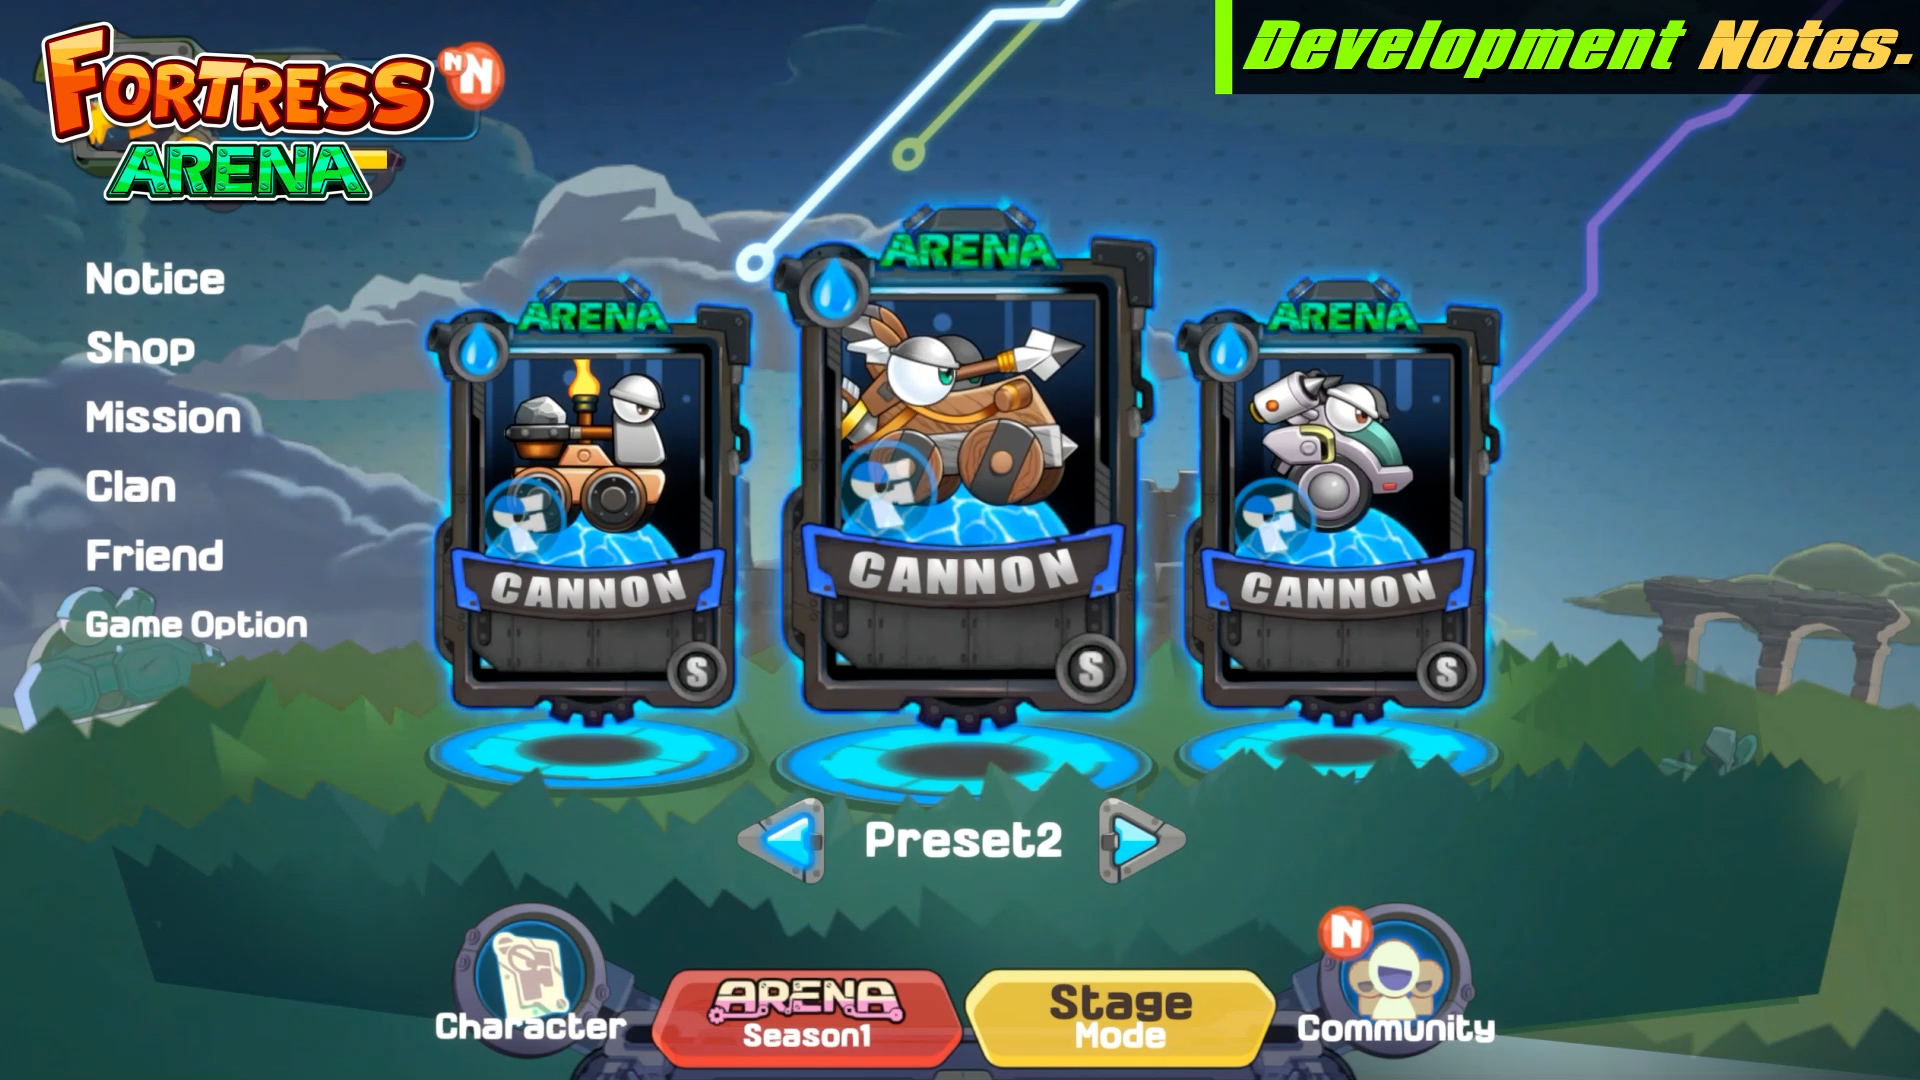 Development Notes.
FORTRESS
ARENA
N N
Notice
Shop
Mission
Clan
Friend
Game Option
ARENA
CANNON
S
ARENA
CANNON
S
ARENA
CANNON
S
Preset2
Character
ARENA
Season1
Stage
Mode
N
Community